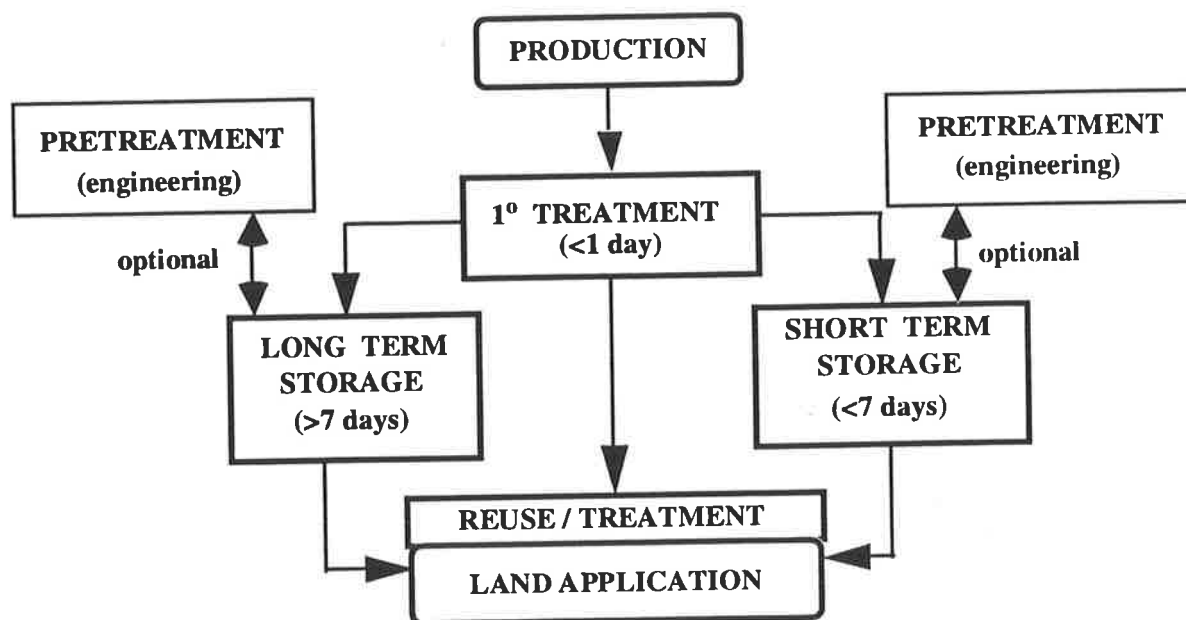 PRODUCTION
PRETREATMENT
(engineering)
PRETREATMENT
(engineering)
1º TREATMENT
(<1 day)
optional
optional
LONG TERM
STORAGE
(>7 days)
SHORT TERM
STORAGE
(<7 days)
REUSE / TREATMENT
LAND APPLICATION